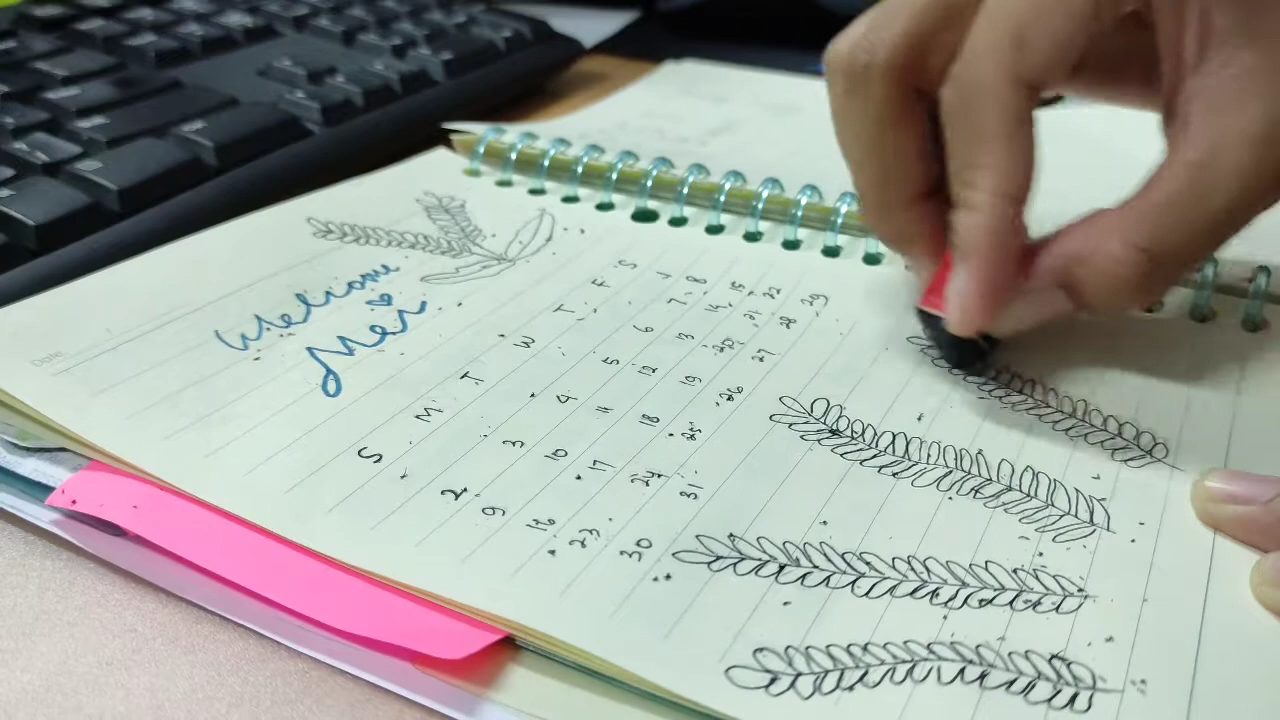 Date
Welcome
Mei
S M T W T F S
1
2 3 4 5 6 7 8
9 10 11 12 13 14 15
16 17 18 19 20 21 22
23 24 25 26 27 28 29
30 31